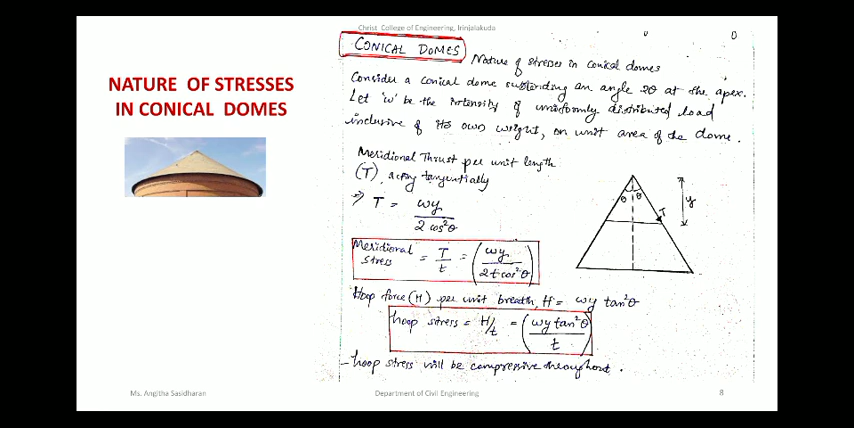 Christ College of Engineering, Irinjalakuda
NATURE OF STRESSES
IN CONICAL DOMES
CONICAL DOMES
Nature of stresses in conical domes
Consider a conical dome subtending an angle 2θ at the apex.
Let 'w' be the intensity of uniformly distributed load
inclusive of its own weight, on unit area of the dome.
Meridional Thrust per unit length
(T), acting tangentially
⇒ T = wy / 2 cos²θ
Meridional stress = T/t = (wy / 2t cos²θ)
θ θ
T
y
Hoop force (H) per unit breath, H = wy tan²θ
hoop stress = H/t = (wy tan²θ / t)
- hoop stress will be compressive throughout.
Ms. Angitha Sasidharan
Department of Civil Engineering
8